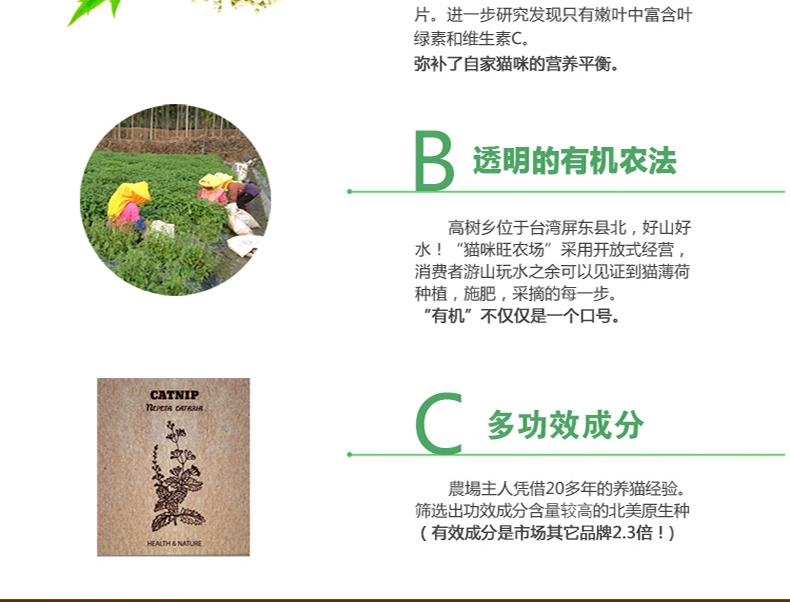 片。进一步研究发现只有嫩叶中富含叶
绿素和维生素C。
弥补了自家猫咪的营养平衡。
B 透明的有机农法
高树乡位于台湾屏东县北，好山好
水！“猫咪旺农场”采用开放式经营，
消费者游山玩水之余可以见证到猫薄荷
种植，施肥，采摘的每一步。
“有机”不仅仅是一个口号。
CATNIP
NEPETA CATARIA
HEALTH & NATURE
C 多功效成分
農場主人凭借20多年的养猫经验。
筛选出功效成分含量较高的北美原生种
（有效成分是市场其它品牌2.3倍！）